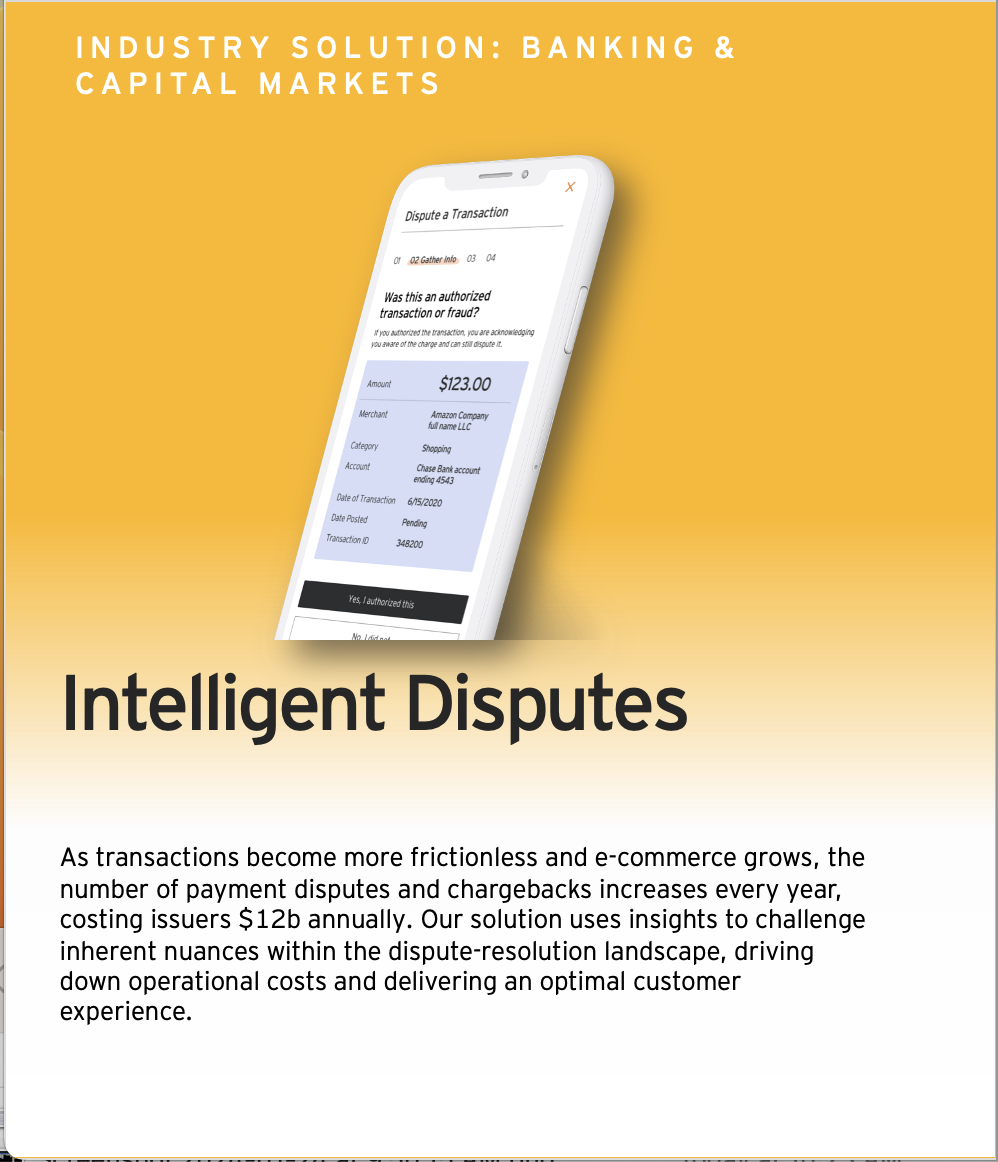 INDUSTRY SOLUTION: BANKING &
CAPITAL MARKETS
X
Dispute a Transaction
01 02 Gather Info 03 04
Was this an authorized
transaction or fraud?
If you authorized the transaction, you are acknowledging
you aware of the charge and can still dispute it.
Amount $123.00
Merchant Amazon Company
full name LLC
Category Shopping
Account Chase Bank account
ending 4543
Date of Transaction 6/15/2020
Date Posted Pending
Transaction ID 348200
Yes, I authorized this
No, I did not
Intelligent Disputes
As transactions become more frictionless and e-commerce grows, the
number of payment disputes and chargebacks increases every year,
costing issuers $12b annually. Our solution uses insights to challenge
inherent nuances within the dispute-resolution landscape, driving
down operational costs and delivering an optimal customer
experience.